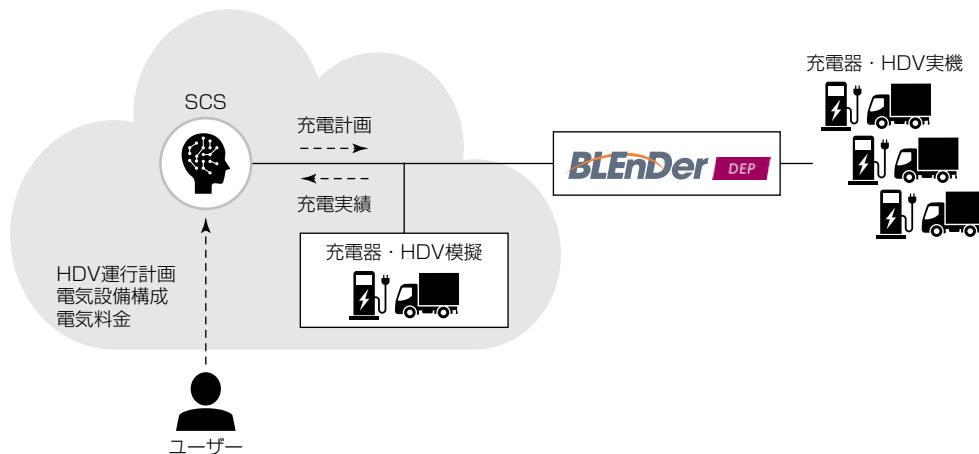 SCS
充電計画
充電実績
充電器・HDV模擬
BLEnDer DEP
充電器・HDV実機
HDV運行計画
電気設備構成
電気料金
ユーザー